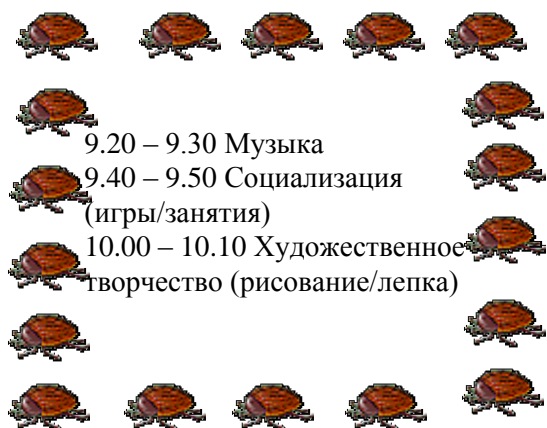 9.20 – 9.30 Музыка
9.40 – 9.50 Социализация
(игры/занятия)
10.00 – 10.10 Художественное
творчество (рисование/лепка)